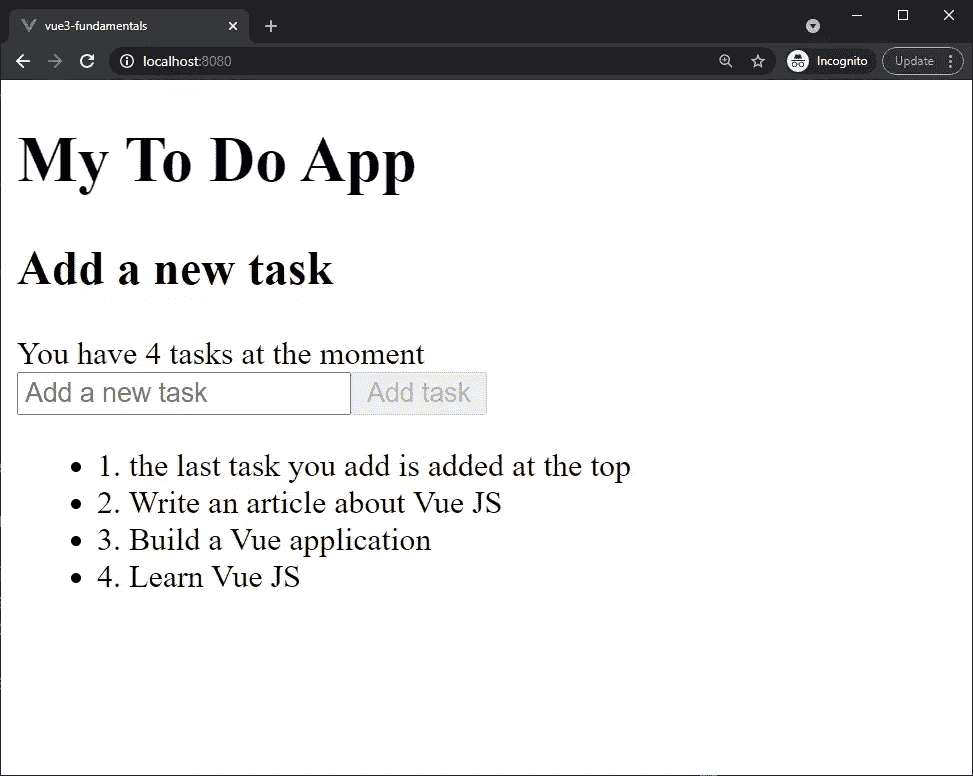 vue3-fundamentals
localhost:8080
Incognito
Update
My To Do App
Add a new task
You have 4 tasks at the moment
Add a new task Add task
1. the last task you add is added at the top
2. Write an article about Vue JS
3. Build a Vue application
4. Learn Vue JS